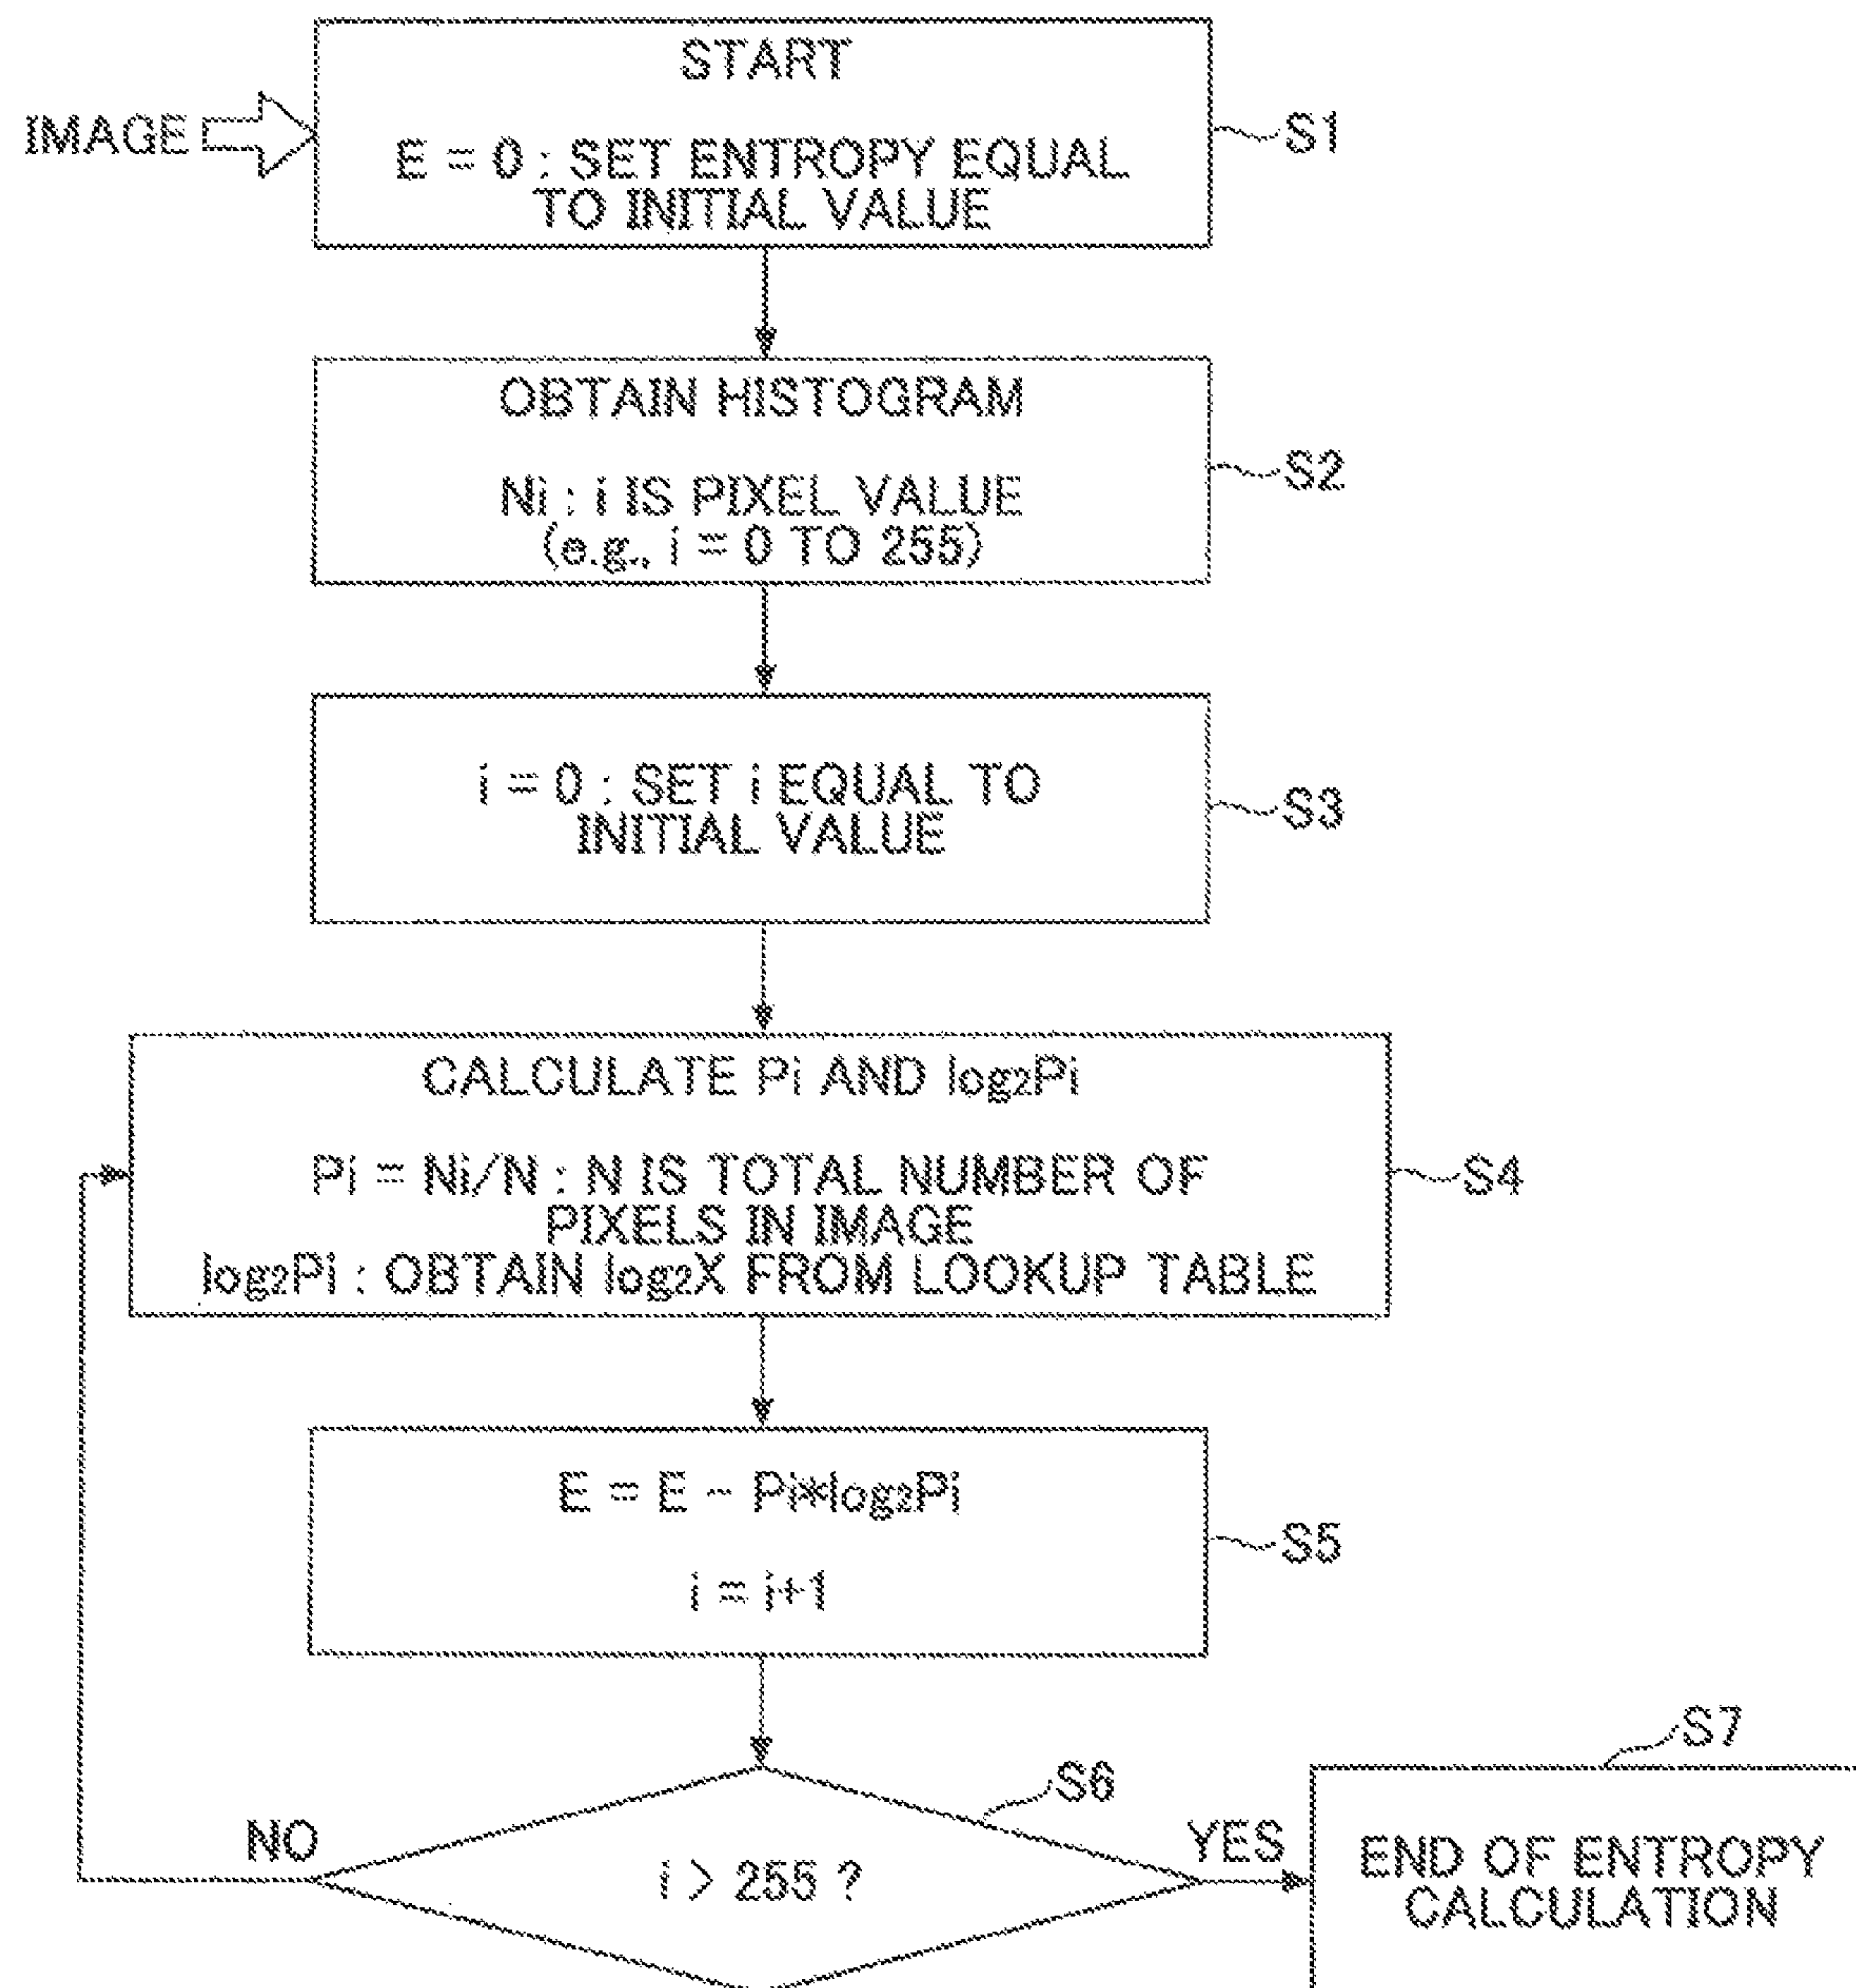 START
IMAGE
S1
E = 0 : SET ENTROPY EQUAL
TO INITIAL VALUE
OBTAIN HISTOGRAM
S2
Ni : i IS PIXEL VALUE
(e.g., i = 0 TO 255)
i = 0 : SET i EQUAL TO
INITIAL VALUE
S3
CALCULATE Pi AND log₂Pi
Pi = Ni/N : N IS TOTAL NUMBER OF
PIXELS IN IMAGE
log₂Pi : OBTAIN log₂X FROM LOOKUP TABLE
S4
E = E - Pi*log₂Pi
i = i+1
S5
S6
S7
NO
i > 255 ?
YES
END OF ENTROPY
CALCULATION